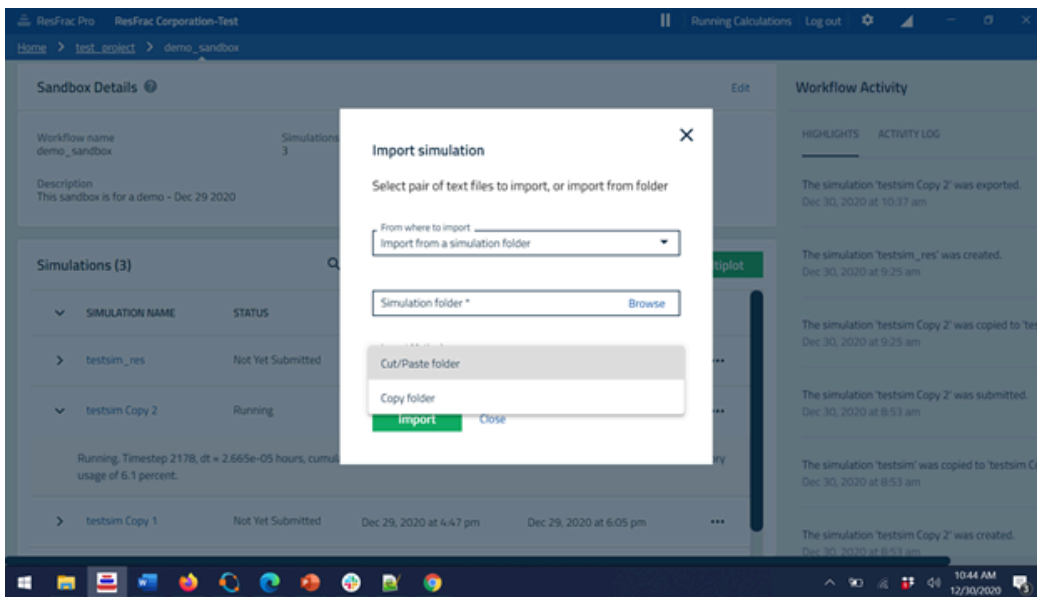 ResFrac Pro ResFrac Corporation-Test Running Calculations Log out
Home > test_project > demo_sandbox
Sandbox Details Edit
Workflow name Simulations
demo_sandbox 3
Description
This sandbox is for a demo - Dec 29 2020
Simulations (3) tiplot
SIMULATION NAME STATUS
testsim_res Not Yet Submitted
testsim Copy 2 Running
Running. Timestep 2178, dt = 2.665e-05 hours, cumul ry
usage of 6.1 percent.
testsim Copy 1 Not Yet Submitted Dec 29, 2020 at 4:47 pm Dec 29, 2020 at 6:05 pm
Import simulation
Select pair of text files to import, or import from folder
From where to import
Import from a simulation folder
Simulation folder * Browse
Cut/Paste folder
Copy folder
Import Close
Workflow Activity
HIGHLIGHTS ACTIVITY LOG
The simulation 'testsim Copy 2' was exported.
Dec 30, 2020 at 10:37 am
The simulation 'testsim_res' was created.
Dec 30, 2020 at 9:25 am
The simulation 'testsim Copy 2' was copied to 'tes
Dec 30, 2020 at 9:25 am
The simulation 'testsim Copy 2' was submitted.
Dec 30, 2020 at 8:53 am
The simulation 'testsim' was copied to 'testsim C
Dec 30, 2020 at 8:53 am
The simulation 'testsim Copy 2' was created.
Dec 30, 2020 at 8:53 am
10:44 AM
12/30/2020